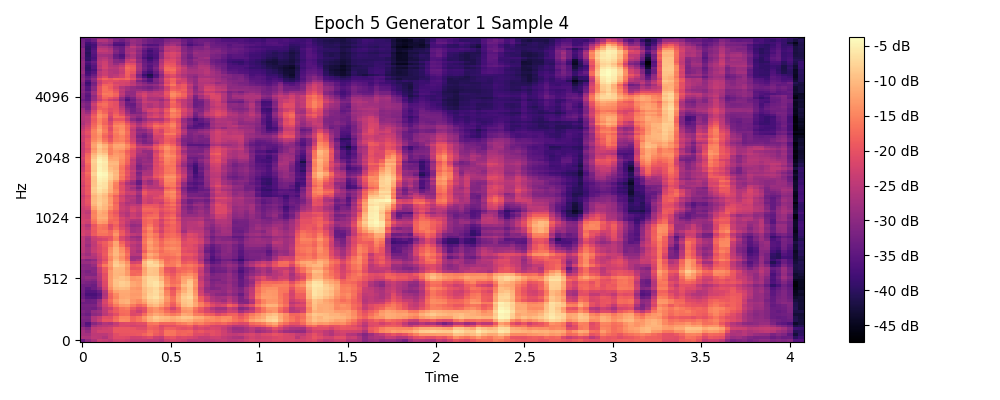 Epoch 5 Generator 1 Sample 4
Hz
4096
2048
1024
512
0
0 0.5 1 1.5 2 2.5 3 3.5 4
Time
-5 dB
-10 dB
-15 dB
-20 dB
-25 dB
-30 dB
-35 dB
-40 dB
-45 dB